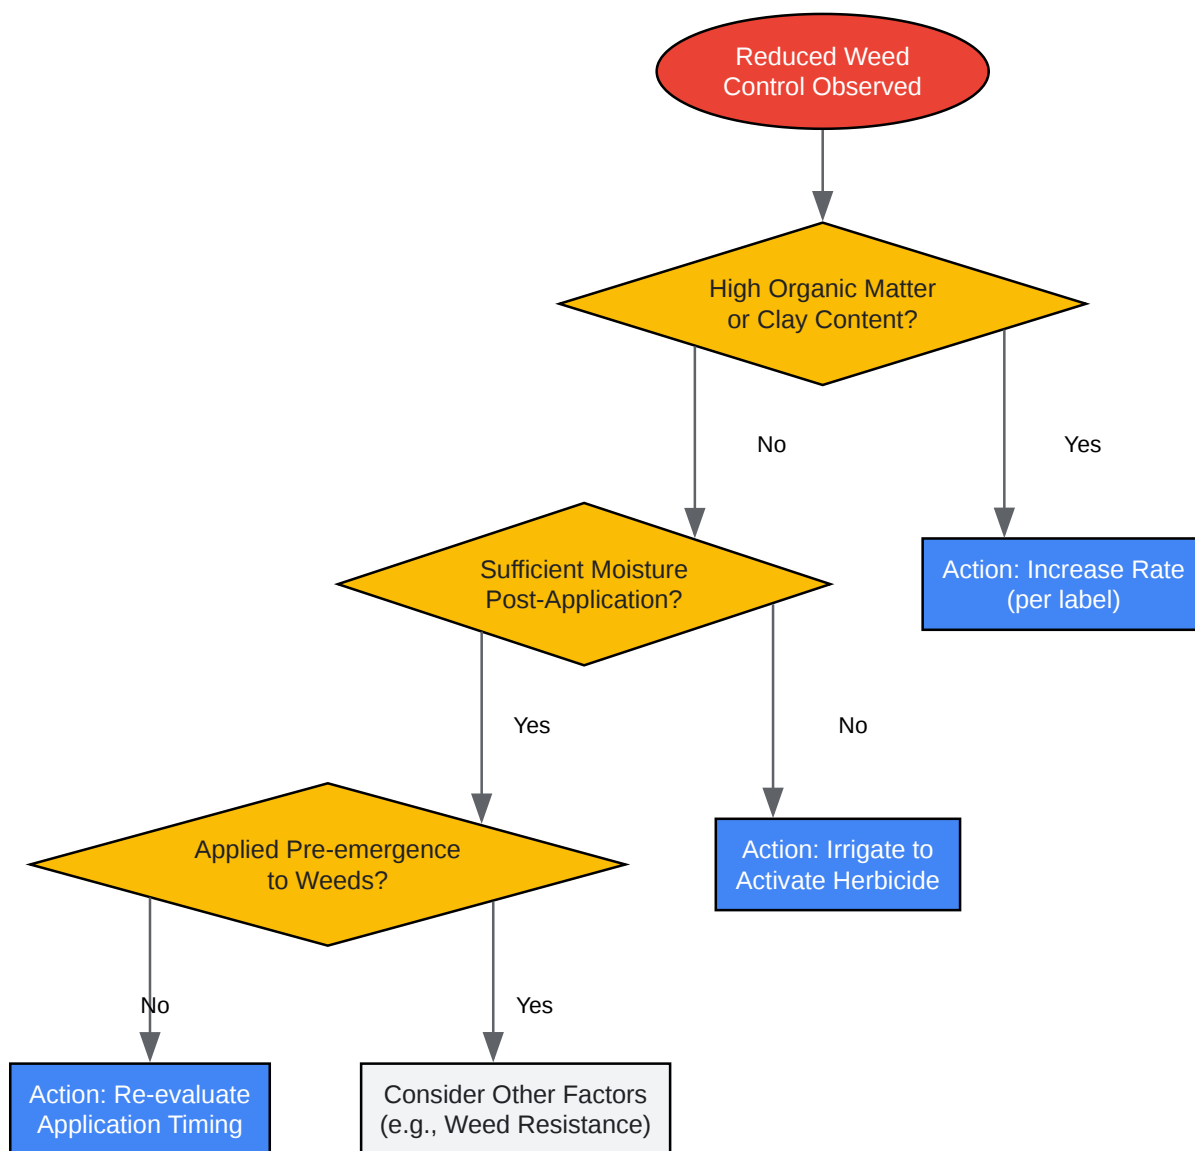 Reduced Weed
Control Observed
High Organic Matter
or Clay Content?
No
Yes
Sufficient Moisture
Post-Application?
Action: Increase Rate
(per label)
Yes
No
Applied Pre-emergence
to Weeds?
Action: Irrigate to
Activate Herbicide
No
Yes
Action: Re-evaluate
Application Timing
Consider Other Factors
(e.g., Weed Resistance)